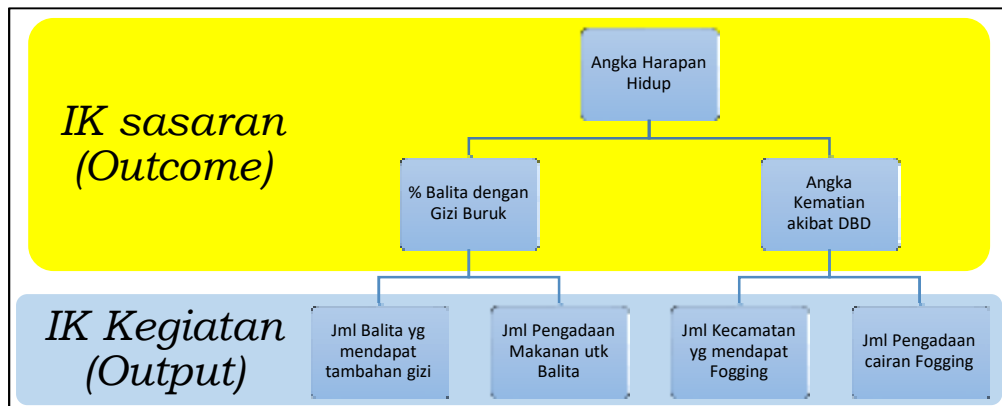 Angka Harapan
Hidup
IK sasaran
(Outcome)
% Balita dengan
Gizi Buruk
Angka
Kematian
akibat DBD
IK Kegiatan
(Output)
Jml Balita yg
mendapat
tambahan gizi
Jml Pengadaan
Makanan utk
Balita
Jml Kecamatan
yg mendapat
Fogging
Jml Pengadaan
cairan Fogging